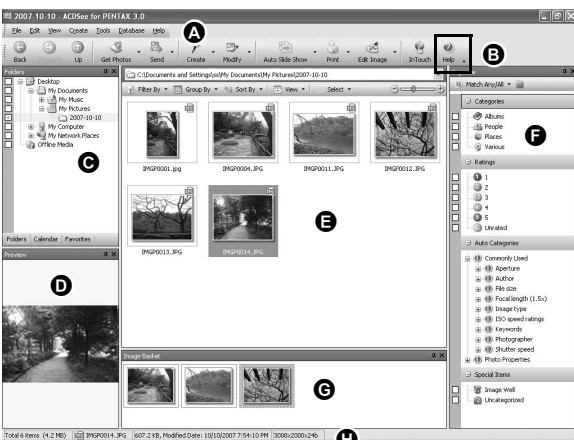 2007-10-10 - ACDSee for PENTAX 3.0
File Edit View Create Tools Database Help
A
Back Forward Up Get Photos Send Create Modify Auto Slide Show Print Edit Image InTouch Help
B
Folders
Desktop
My Documents
My Music
My Pictures
2007-10-10
My Computer
My Network Places
Offline Media
C
Folders Calendar Favorites
Preview
D
C:\Documents and Settings\jss\My Documents\My Pictures\2007-10-10
Filter By Group By Sort By View Select
IMGP0001.jpg IMGP0004.JPG IMGP0011.JPG IMGP0012.JPG
IMGP0013.JPG IMGP0014.JPG
E
Image Basket
G
Match Any/All
Categories
Albums
People
Places
Various
F
Ratings
1
2
3
4
5
Unrated
Auto Categories
Commonly Used
Aperture
Author
File size
Focal length (1.5x)
Image type
ISO speed ratings
Keywords
Photographer
Shutter speed
Photo Properties
Special Items
Image Well
Uncategorized
Total 6 items (4.2 MB) IMGP0014.JPG 607.2 KB, Modified Date: 10/10/2007 7:54:10 PM 3008x2000x24b
H